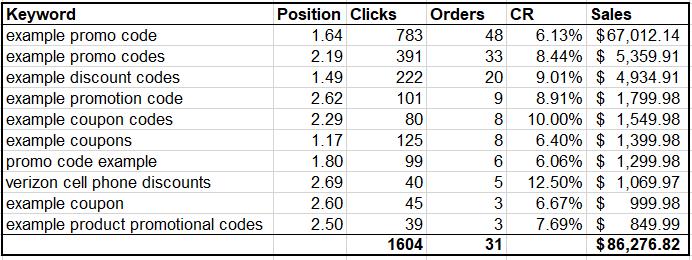 Keyword Position Clicks Orders CR Sales
example promo code 1.64 783 48 6.13% $67,012.14
example promo codes 2.19 391 33 8.44% $ 5,359.91
example discount codes 1.49 222 20 9.01% $ 4,934.91
example promotion code 2.62 101 9 8.91% $ 1,799.98
example coupon codes 2.29 80 8 10.00% $ 1,549.98
example coupons 1.17 125 8 6.40% $ 1,399.98
promo code example 1.80 99 6 6.06% $ 1,299.98
verizon cell phone discounts 2.69 40 5 12.50% $ 1,069.97
example coupon 2.60 45 3 6.67% $ 999.98
example product promotional codes 2.50 39 3 7.69% $ 849.99
1604 31 $86,276.82